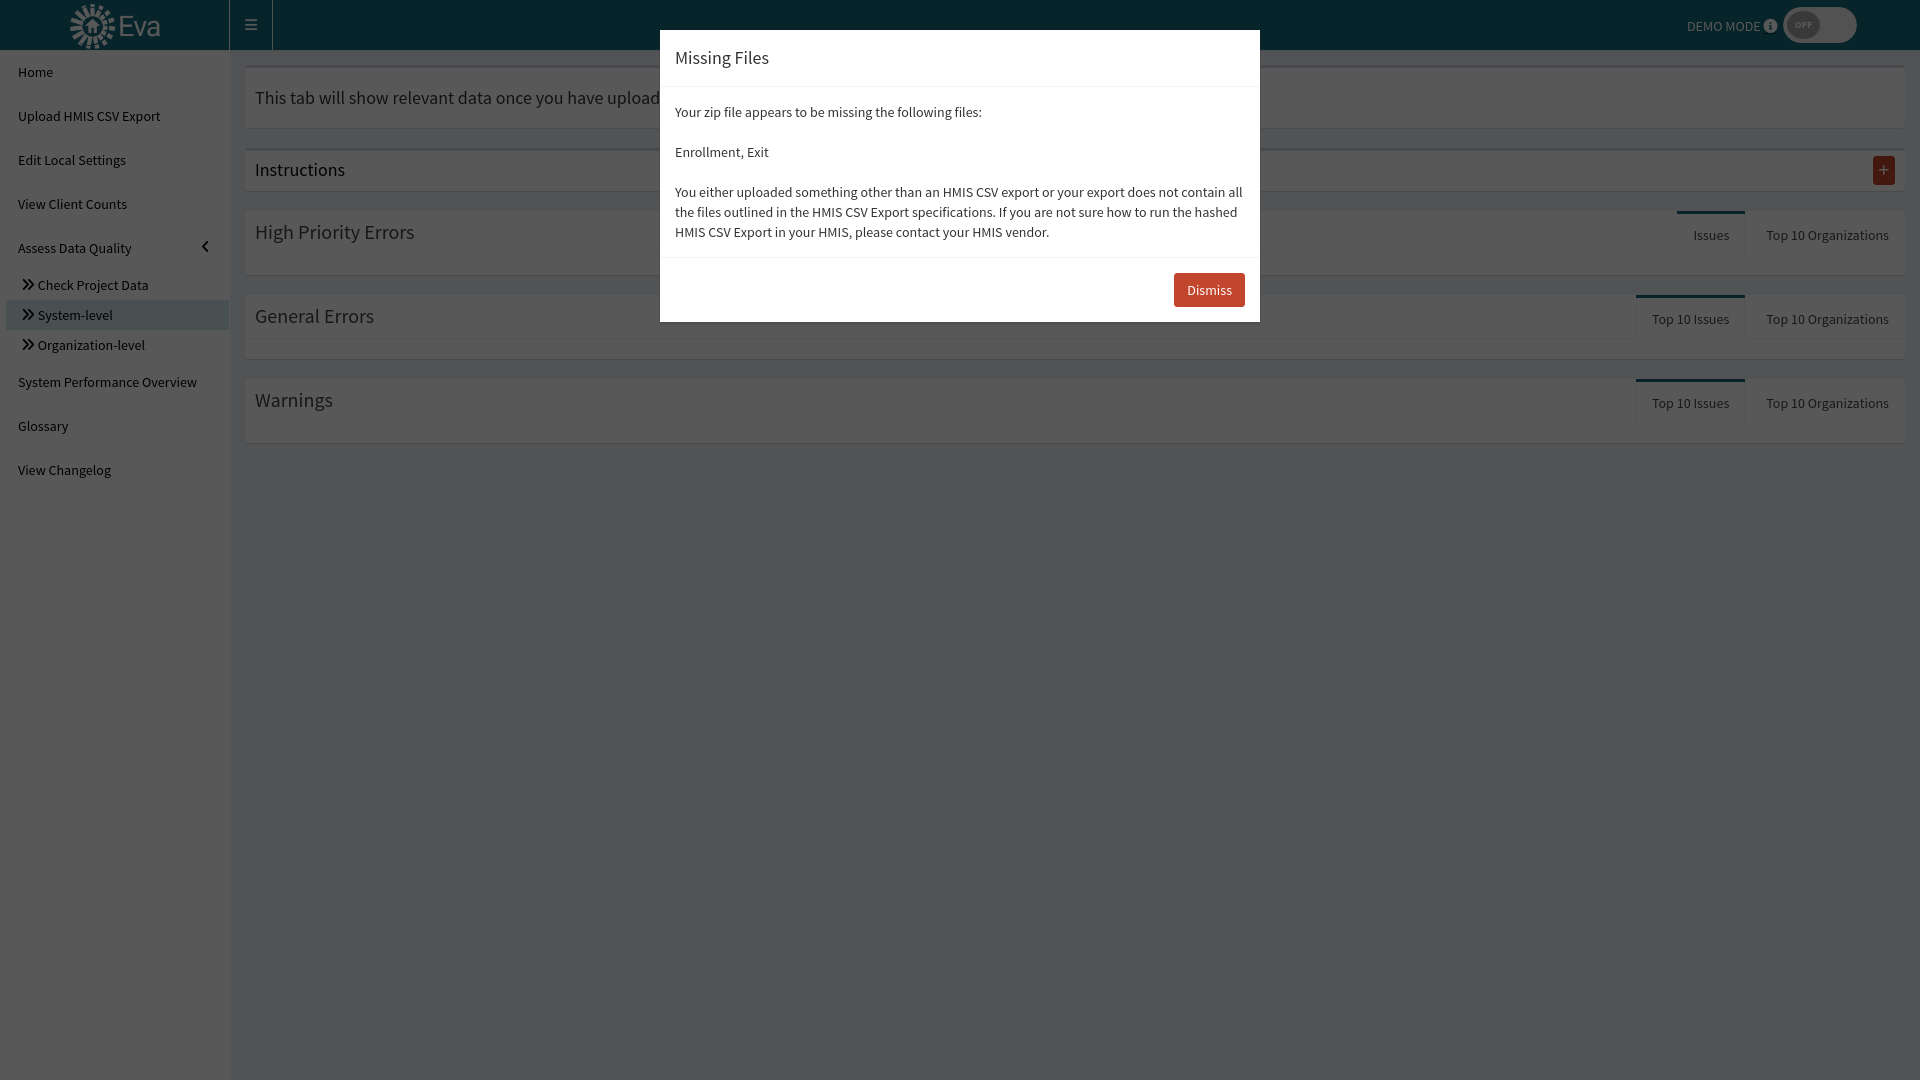 Eva
DEMO MODE
OFF
Home
Upload HMIS CSV Export
Edit Local Settings
View Client Counts
Assess Data Quality
Check Project Data
System-level
Organization-level
System Performance Overview
Glossary
View Changelog
This tab will show relevant data once you have upload
Instructions
+
High Priority Errors
Issues
Top 10 Organizations
General Errors
Top 10 Issues
Top 10 Organizations
Warnings
Top 10 Issues
Top 10 Organizations
Missing Files
Your zip file appears to be missing the following files:
Enrollment, Exit
You either uploaded something other than an HMIS CSV export or your export does not contain all
the files outlined in the HMIS CSV Export specifications. If you are not sure how to run the hashed
HMIS CSV Export in your HMIS, please contact your HMIS vendor.
Dismiss